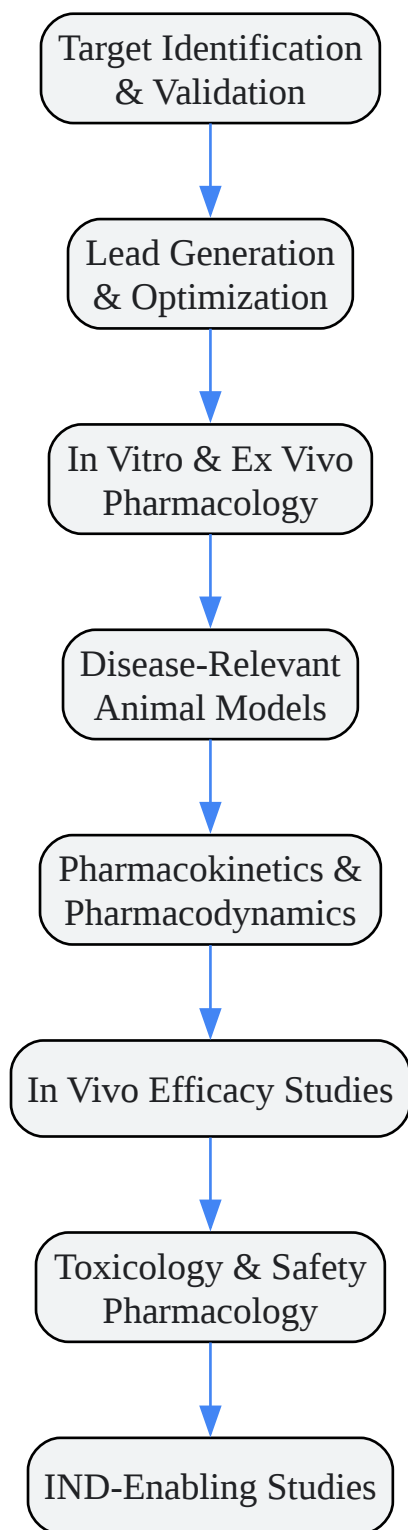 Target Identification
& Validation
Lead Generation
& Optimization
In Vitro & Ex Vivo
Pharmacology
Disease-Relevant
Animal Models
Pharmacokinetics &
Pharmacodynamics
In Vivo Efficacy Studies
Toxicology & Safety
Pharmacology
IND-Enabling Studies